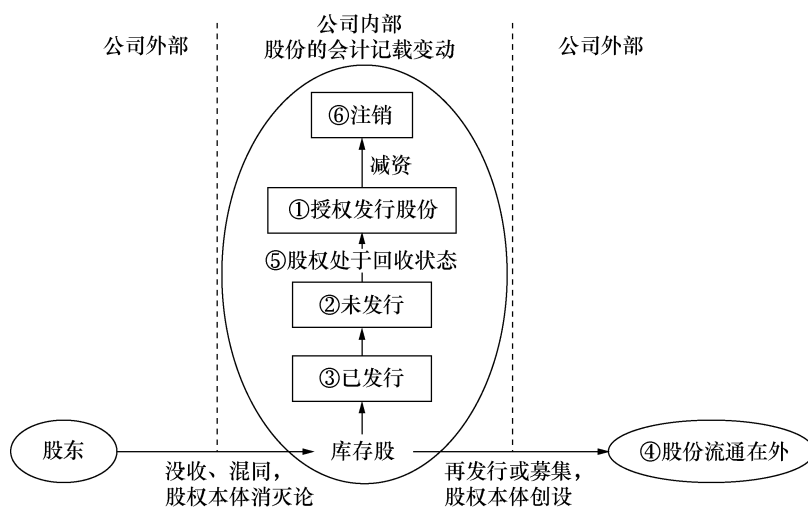 公司外部
公司内部
股份的会计记载变动
公司外部
⑥注销
减资
①授权发行股份
⑤股权处于回收状态
②未发行
③已发行
股东
库存股
④股份流通在外
没收、混同，
股权本体消灭论
再发行或募集，
股权本体创设